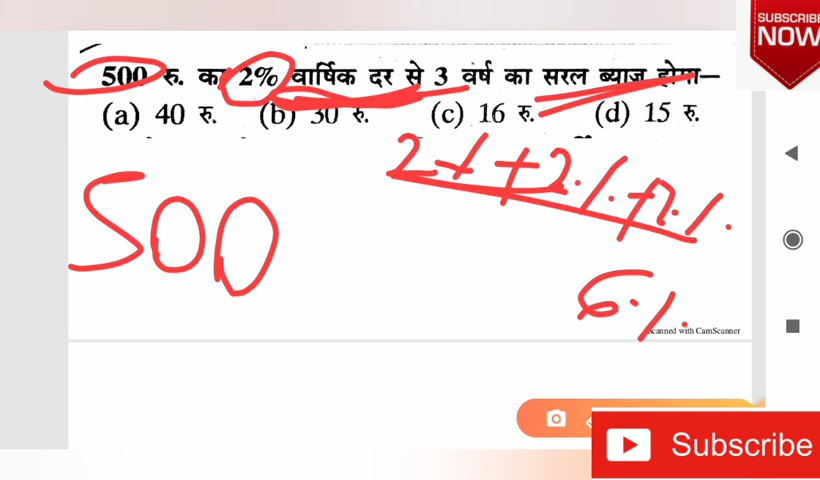 SUBSCRIBE
NOW
500 रु. का 2% वार्षिक दर से 3 वर्ष का सरल ब्याज होगा–
(a) 40 रु. (b) 30 रु. (c) 16 रु. (d) 15 रु.
2%+2%+2%
500
6%
Scanned with CamScanner
Subscribe